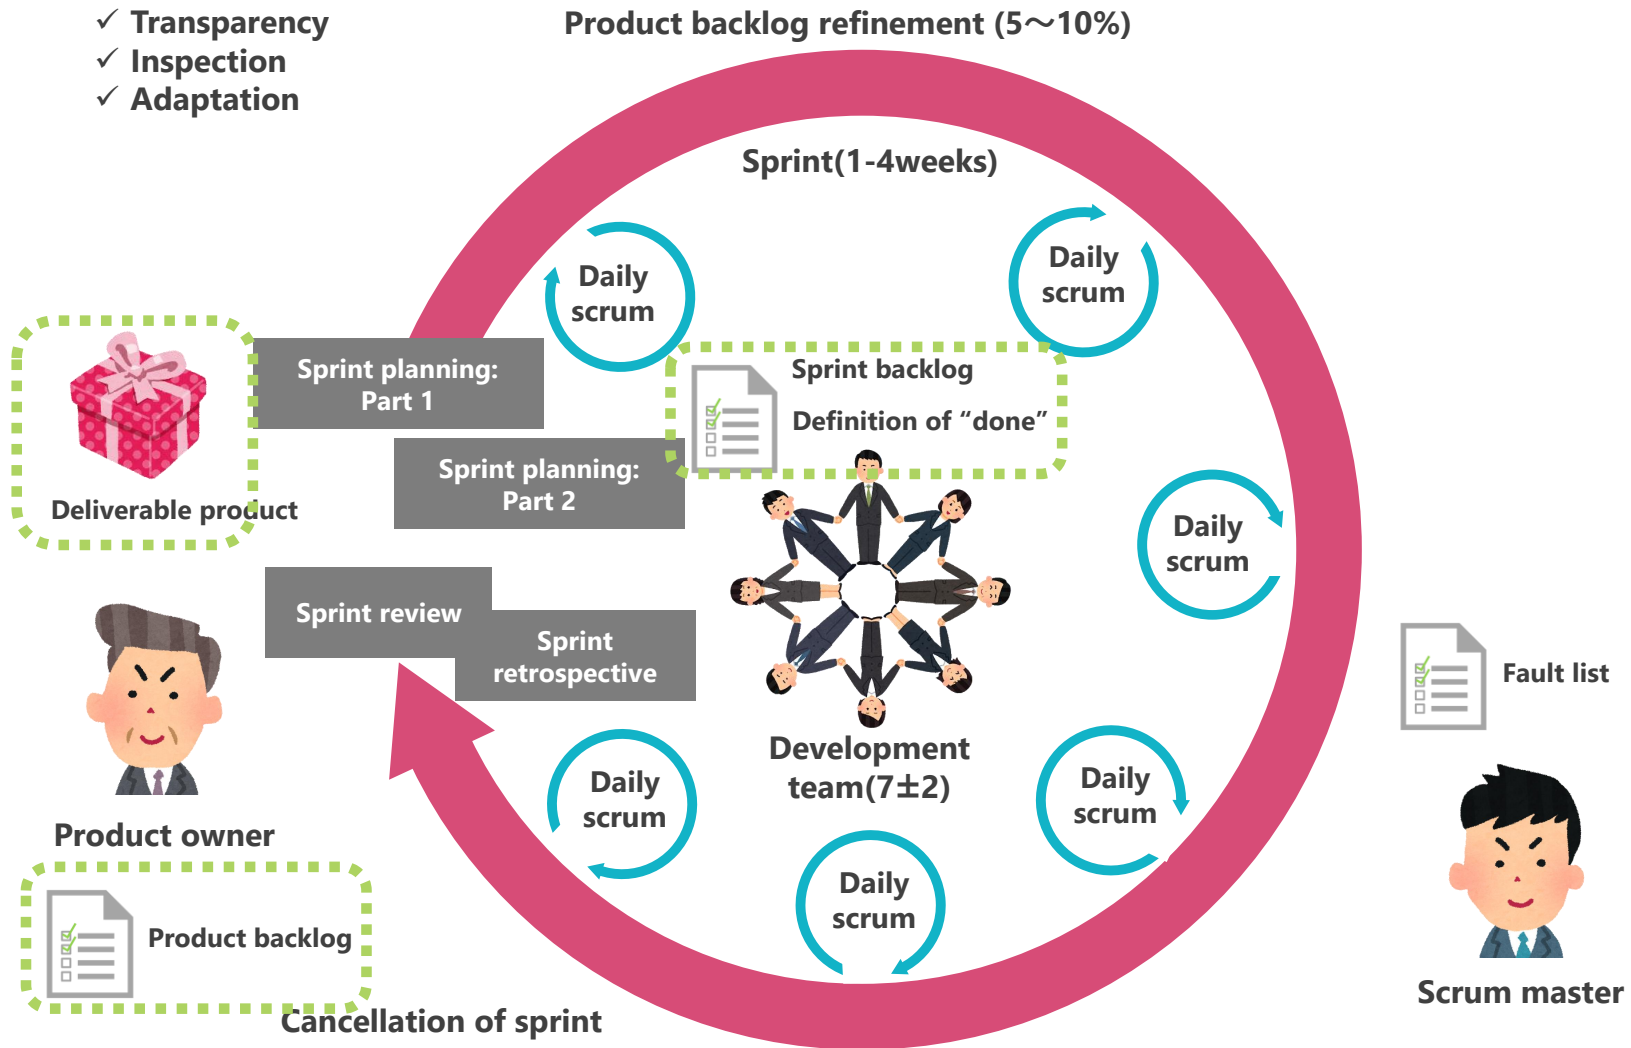 ✓ Transparency
✓ Inspection
✓ Adaptation
Product backlog refinement (5～10%)
Sprint(1-4weeks)
Daily
scrum
Daily
scrum
Sprint planning:
Part 1
Sprint backlog
Definition of “done”
Sprint planning:
Part 2
Deliverable product
Daily
scrum
Sprint review
Sprint
retrospective
Fault list
Development
team(7±2)
Daily
scrum
Daily
scrum
Product owner
Daily
scrum
Product backlog
Scrum master
Cancellation of sprint